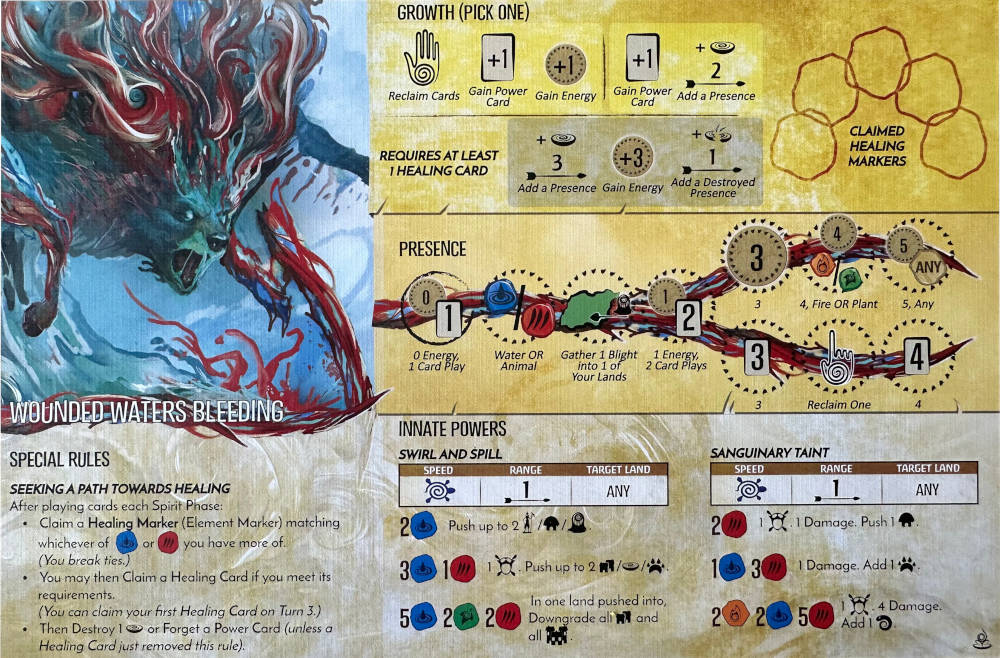 GROWTH (PICK ONE)
+1
+1
+1
+
2
Reclaim Cards
Gain Power
Card
Gain Energy
Gain Power
Card
Add a Presence
REQUIRES AT LEAST
1 HEALING CARD
+
3
+3
+
1
Add a Presence
Gain Energy
Add a Destroyed
Presence
CLAIMED
HEALING
MARKERS
PRESENCE
0
1
/
1
2
3
4
/
5
ANY
3
4, Fire OR Plant
5, Any
0 Energy,
1 Card Play
Water OR
Animal
Gather 1 Blight
into 1 of
Your Lands
1 Energy,
2 Card Plays
3
4
3
Reclaim One
4
WOUNDED WATERS BLEEDING
SPECIAL RULES
SEEKING A PATH TOWARDS HEALING
After playing cards each Spirit Phase:
• Claim a Healing Marker (Element Marker) matching
whichever of or you have more of.
(You break ties.)
• You may then Claim a Healing Card if you meet its
requirements.
(You can claim your first Healing Card on Turn 3.)
• Then Destroy 1 or Forget a Power Card (unless a
Healing Card just removed this rule).
INNATE POWERS
SWIRL AND SPILL
SPEED RANGE TARGET LAND
1 ANY
2 Push up to 2 / /
3 1 1 . Push up to 2 / / .
5 2 2 In one land pushed into,
Downgrade all and
all .
SANGUINARY TAINT
SPEED RANGE TARGET LAND
1 ANY
2 1 . 1 Damage. Push 1 .
1 3 1 Damage. Add 1 .
2 2 5 1 . 4 Damage.
Add 1 .